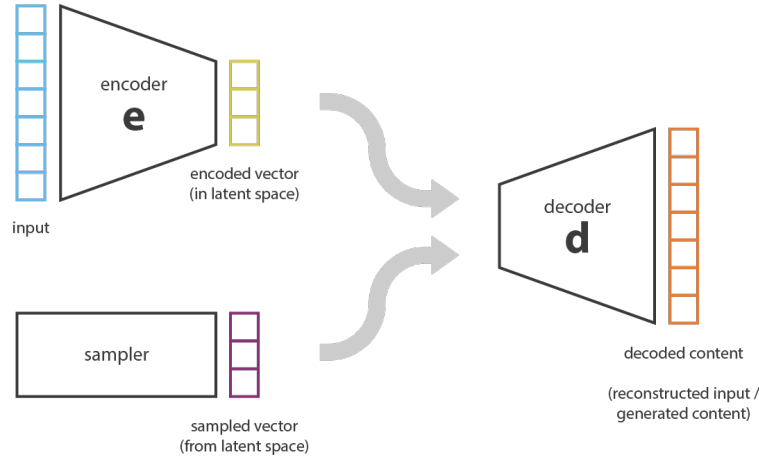 encoder
e
encoded vector
(in latent space)
input
decoder
d
sampler
sampled vector
(from latent space)
decoded content
(reconstructed input /
generated content)